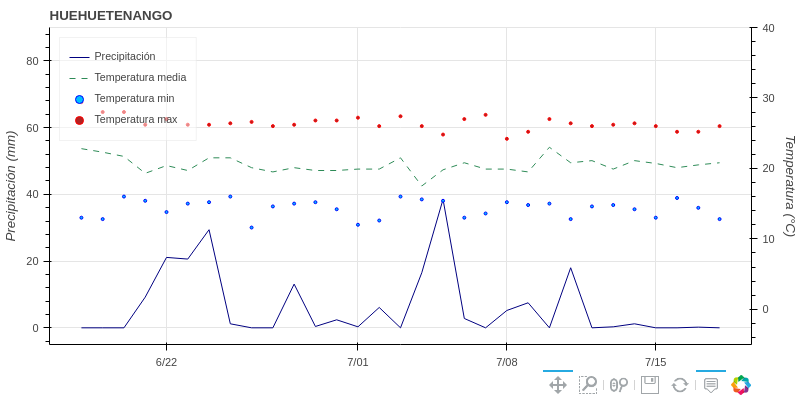 HUEHUETENANGO
Precipitación
Temperatura media
Temperatura min
Temperatura max
Precipitación (mm)
80
60
40
20
0
40
30
20
10
0
Temperatura (°C)
6/22
7/01
7/08
7/15